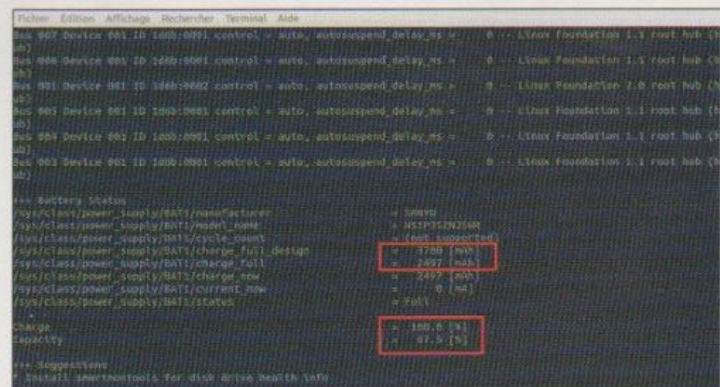 Fichier Edition Affichage Rechercher Terminal Aide
Bus 007 Device 001 ID 1d6b:0001 control = auto, autosuspend_delay_ms = 0 -- Linux Foundation 1.1 root hub (
ub)
Bus 006 Device 001 ID 1d6b:0001 control = auto, autosuspend_delay_ms = 0 -- Linux Foundation 1.1 root hub (
ub)
Bus 001 Device 001 ID 1d6b:0002 control = auto, autosuspend_delay_ms = 0 -- Linux Foundation 2.0 root hub (
ub)
Bus 005 Device 001 ID 1d6b:0001 control = auto, autosuspend_delay_ms = 0 -- Linux Foundation 1.1 root hub (
ub)
Bus 004 Device 001 ID 1d6b:0001 control = auto, autosuspend_delay_ms = 0 -- Linux Foundation 1.1 root hub (
ub)
Bus 003 Device 001 ID 1d6b:0001 control = auto, autosuspend_delay_ms = 0 -- Linux Foundation 1.1 root hub (
ub)
+++ Battery Status
/sys/class/power_supply/BAT1/manufacturer = SANYO
/sys/class/power_supply/BAT1/model_name =
/sys/class/power_supply/BAT1/cycle_count = (not supported)
/sys/class/power_supply/BAT1/charge_full_design = 3700 [mAh]
/sys/class/power_supply/BAT1/charge_full = 2497 [mAh]
/sys/class/power_supply/BAT1/charge_now = 2497 [mAh]
/sys/class/power_supply/BAT1/current_now = 0 [mA]
/sys/class/power_supply/BAT1/status = Full
Charge = 100.0 [%]
Capacity = 67.5 [%]
+++ Suggestions
* Install smartmontools for disk drive health info